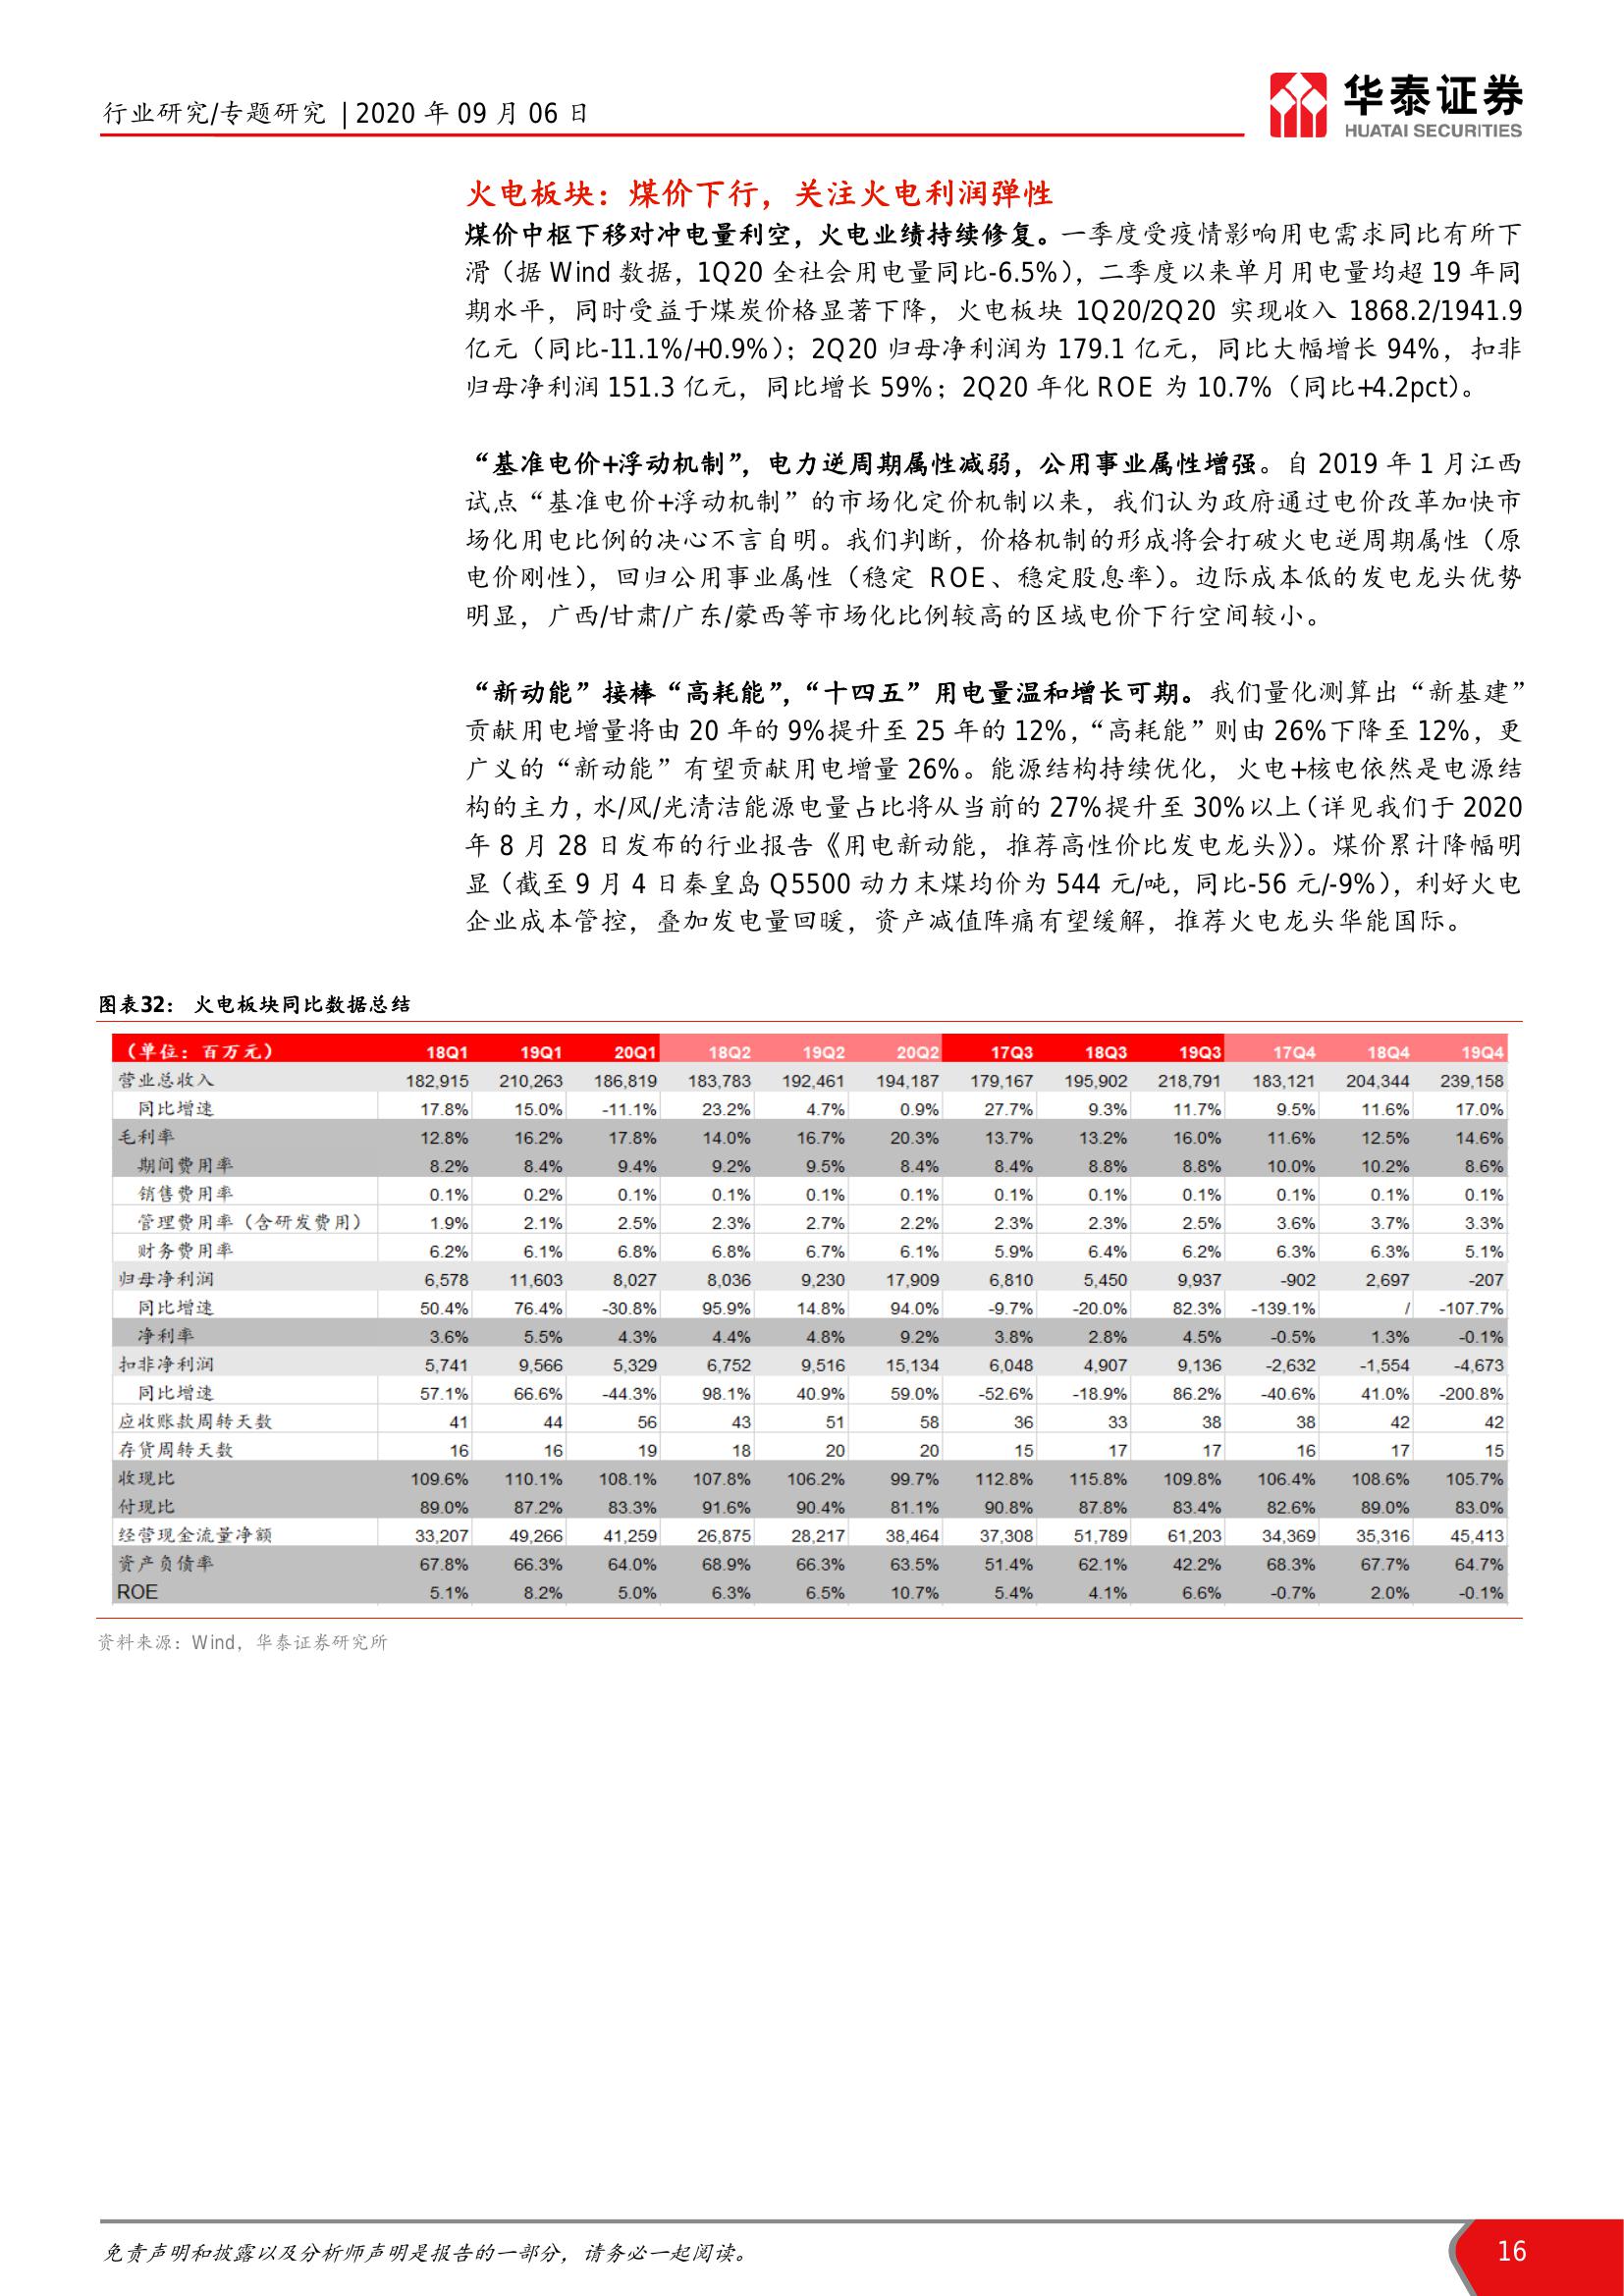 行业研究/专题研究 | 2020 年 09 月 06 日
华泰证券
HUATAI SECURITIES
火电板块：煤价下行，关注火电利润弹性
煤价中枢下移对冲电量利空，火电业绩持续修复。一季度受疫情影响用电需求同比有所下
滑（据 Wind 数据，1Q20 全社会用电量同比-6.5%），二季度以来单月用电量均超 19 年同
期水平，同时受益于煤炭价格显著下降，火电板块 1Q20/2Q20 实现收入 1868.2/1941.9
亿元（同比-11.1%/+0.9%）；2Q20 归母净利润为 179.1 亿元，同比大幅增长 94%，扣非
归母净利润 151.3 亿元，同比增长 59%；2Q20 年化 ROE 为 10.7%（同比+4.2pct）。
“基准电价+浮动机制”，电力逆周期属性减弱，公用事业属性增强。自 2019 年 1 月江西
试点“基准电价+浮动机制”的市场化定价机制以来，我们认为政府通过电价改革加快市
场化用电比例的决心不言自明。我们判断，价格机制的形成将会打破火电逆周期属性（原
电价刚性），回归公用事业属性（稳定 ROE、稳定股息率）。边际成本低的发电龙头优势
明显，广西/甘肃/广东/蒙西等市场化比例较高的区域电价下行空间较小。
“新动能”接棒“高耗能”，“十四五”用电量温和增长可期。我们量化测算出“新基建”
贡献用电增量将由 20 年的 9%提升至 25 年的 12%，“高耗能”则由 26%下降至 12%，更
广义的“新动能”有望贡献用电增量 26%。能源结构持续优化，火电+核电依然是电源结
构的主力，水/风/光清洁能源电量占比将从当前的 27%提升至 30%以上（详见我们于 2020
年 8 月 28 日发布的行业报告《用电新动能，推荐高性价比发电龙头》）。煤价累计降幅明
显（截至 9 月 4 日秦皇岛 Q5500 动力末煤均价为 544 元/吨，同比-56 元/-9%），利好火电
企业成本管控，叠加发电量回暖，资产减值阵痛有望缓解，推荐火电龙头华能国际。
图表32： 火电板块同比数据总结
（单位：百万元） 18Q1 19Q1 20Q1 18Q2 19Q2 20Q2 17Q3 18Q3 19Q3 17Q4 18Q4 19Q4
营业总收入 182,915 210,263 186,819 183,783 192,461 194,187 179,167 195,902 218,791 183,121 204,344 239,158
同比增速 17.8% 15.0% -11.1% 23.2% 4.7% 0.9% 27.7% 9.3% 11.7% 9.5% 11.6% 17.0%
毛利率 12.8% 16.2% 17.8% 14.0% 16.7% 20.3% 13.7% 13.2% 16.0% 11.6% 12.5% 14.6%
期间费用率 8.2% 8.4% 9.4% 9.2% 9.5% 8.4% 8.4% 8.8% 8.8% 10.0% 10.2% 8.6%
销售费用率 0.1% 0.2% 0.1% 0.1% 0.1% 0.1% 0.1% 0.1% 0.1% 0.1% 0.1% 0.1%
管理费用率（含研发费用） 1.9% 2.1% 2.5% 2.3% 2.7% 2.2% 2.3% 2.3% 2.5% 3.6% 3.7% 3.3%
财务费用率 6.2% 6.1% 6.8% 6.8% 6.7% 6.1% 5.9% 6.4% 6.2% 6.3% 6.3% 5.1%
归母净利润 6,578 11,603 8,027 8,036 9,230 17,909 6,810 5,450 9,937 -902 2,697 -207
同比增速 50.4% 76.4% -30.8% 95.9% 14.8% 94.0% -9.7% -20.0% 82.3% -139.1% / -107.7%
净利率 3.6% 5.5% 4.3% 4.4% 4.8% 9.2% 3.8% 2.8% 4.5% -0.5% 1.3% -0.1%
扣非净利润 5,741 9,566 5,329 6,752 9,516 15,134 6,048 4,907 9,136 -2,632 -1,554 -4,673
同比增速 57.1% 66.6% -44.3% 98.1% 40.9% 59.0% -52.6% -18.9% 86.2% -40.6% 41.0% -200.8%
应收账款周转天数 41 44 56 43 51 58 36 33 38 38 42 42
存货周转天数 16 16 19 18 20 20 15 17 17 16 17 15
收现比 109.6% 110.1% 108.1% 107.8% 106.2% 99.7% 112.8% 115.8% 109.8% 106.4% 108.6% 105.7%
付现比 89.0% 87.2% 83.3% 91.6% 90.4% 81.1% 90.8% 87.8% 83.4% 82.6% 89.0% 83.0%
经营现金流量净额 33,207 49,266 41,259 26,875 28,217 38,464 37,308 51,789 61,203 34,369 35,316 45,413
资产负债率 67.8% 66.3% 64.0% 68.9% 66.3% 63.5% 51.4% 62.1% 42.2% 68.3% 67.7% 64.7%
ROE 5.1% 8.2% 5.0% 6.3% 6.5% 10.7% 5.4% 4.1% 6.6% -0.7% 2.0% -0.1%
资料来源：Wind，华泰证券研究所
免责声明和披露以及分析师声明是报告的一部分，请务必一起阅读。
16